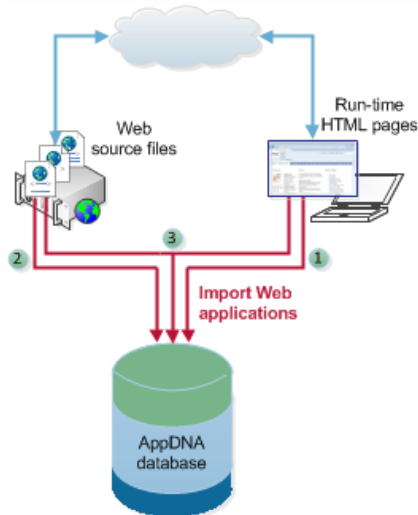 Web
source files
Run-time
HTML pages
3
2
1
Import Web
applications
AppDNA
database